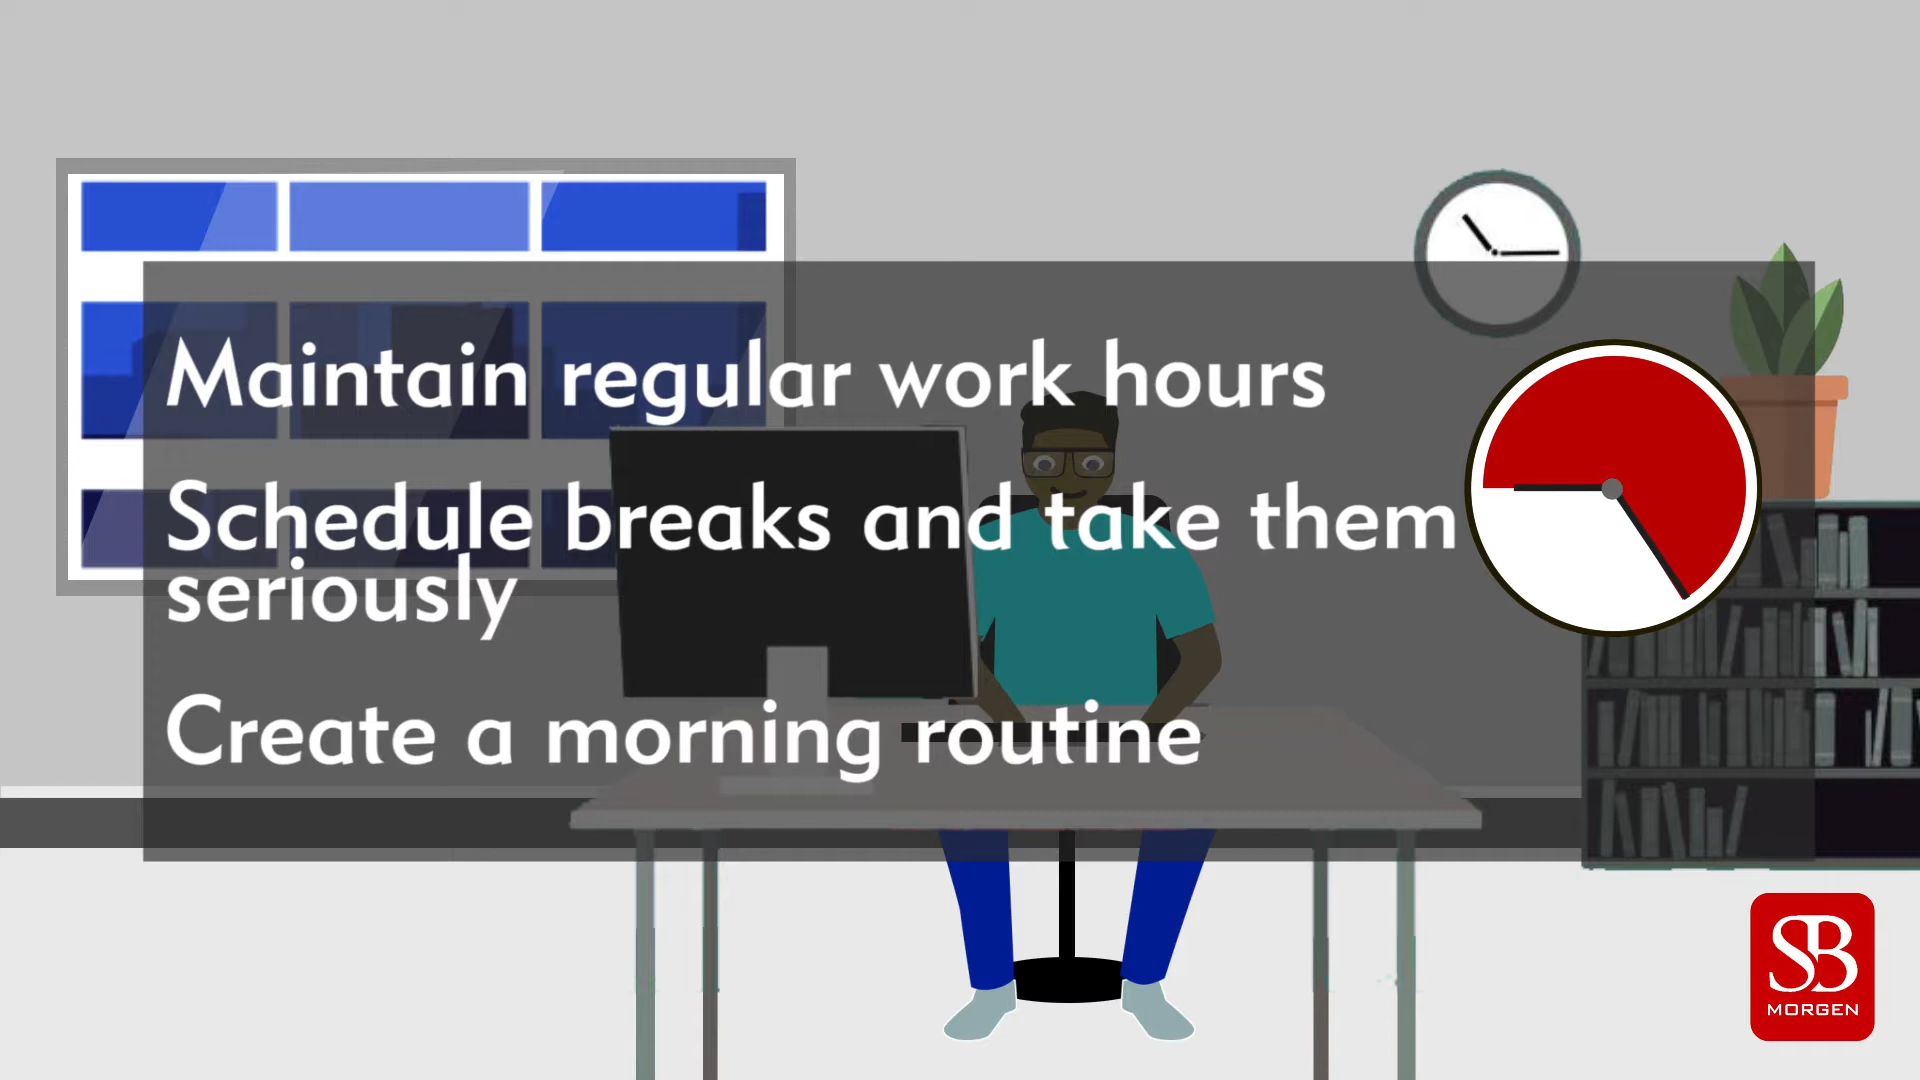 Maintain regular work hours
Schedule breaks and take them
seriously
Create a morning routine
SB
MORGEN